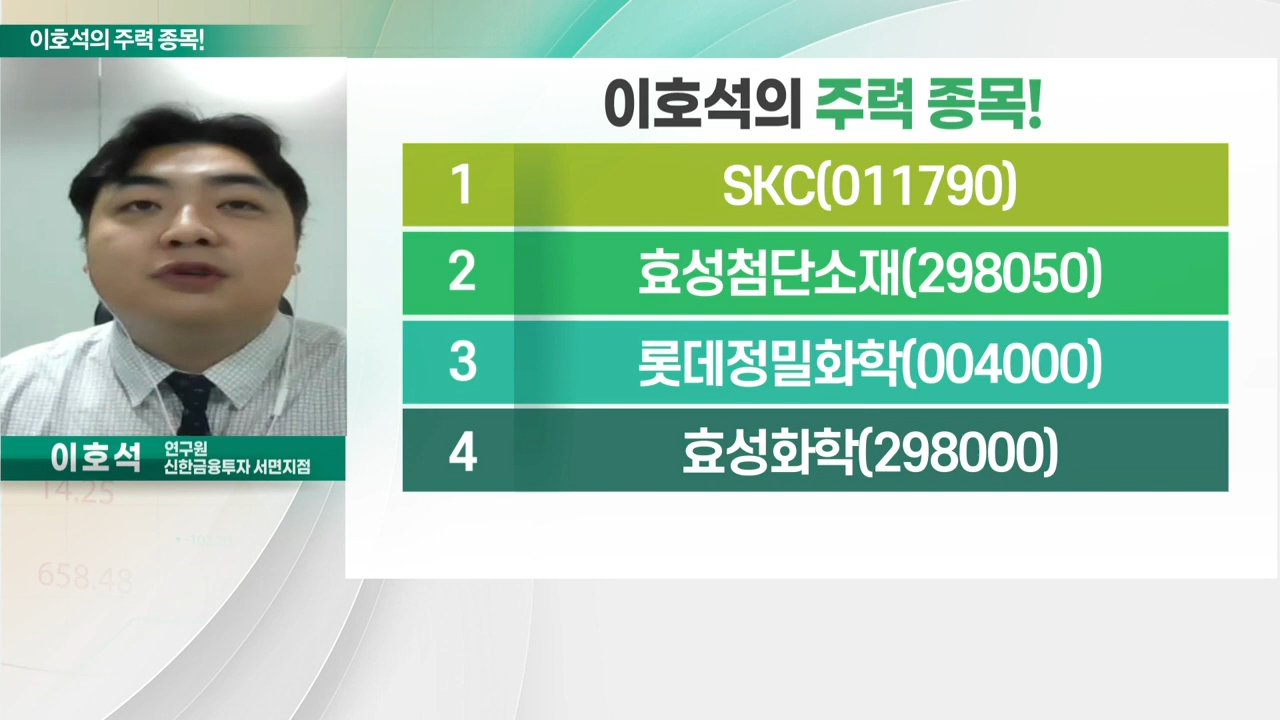 이호석의 주력 종목!
이호석의 주력 종목!
1 SKC(011790)
2 효성첨단소재(298050)
3 롯데정밀화학(004000)
4 효성화학(298000)
이호석 연구원
신한금융투자 서면지점
14.25
658.48